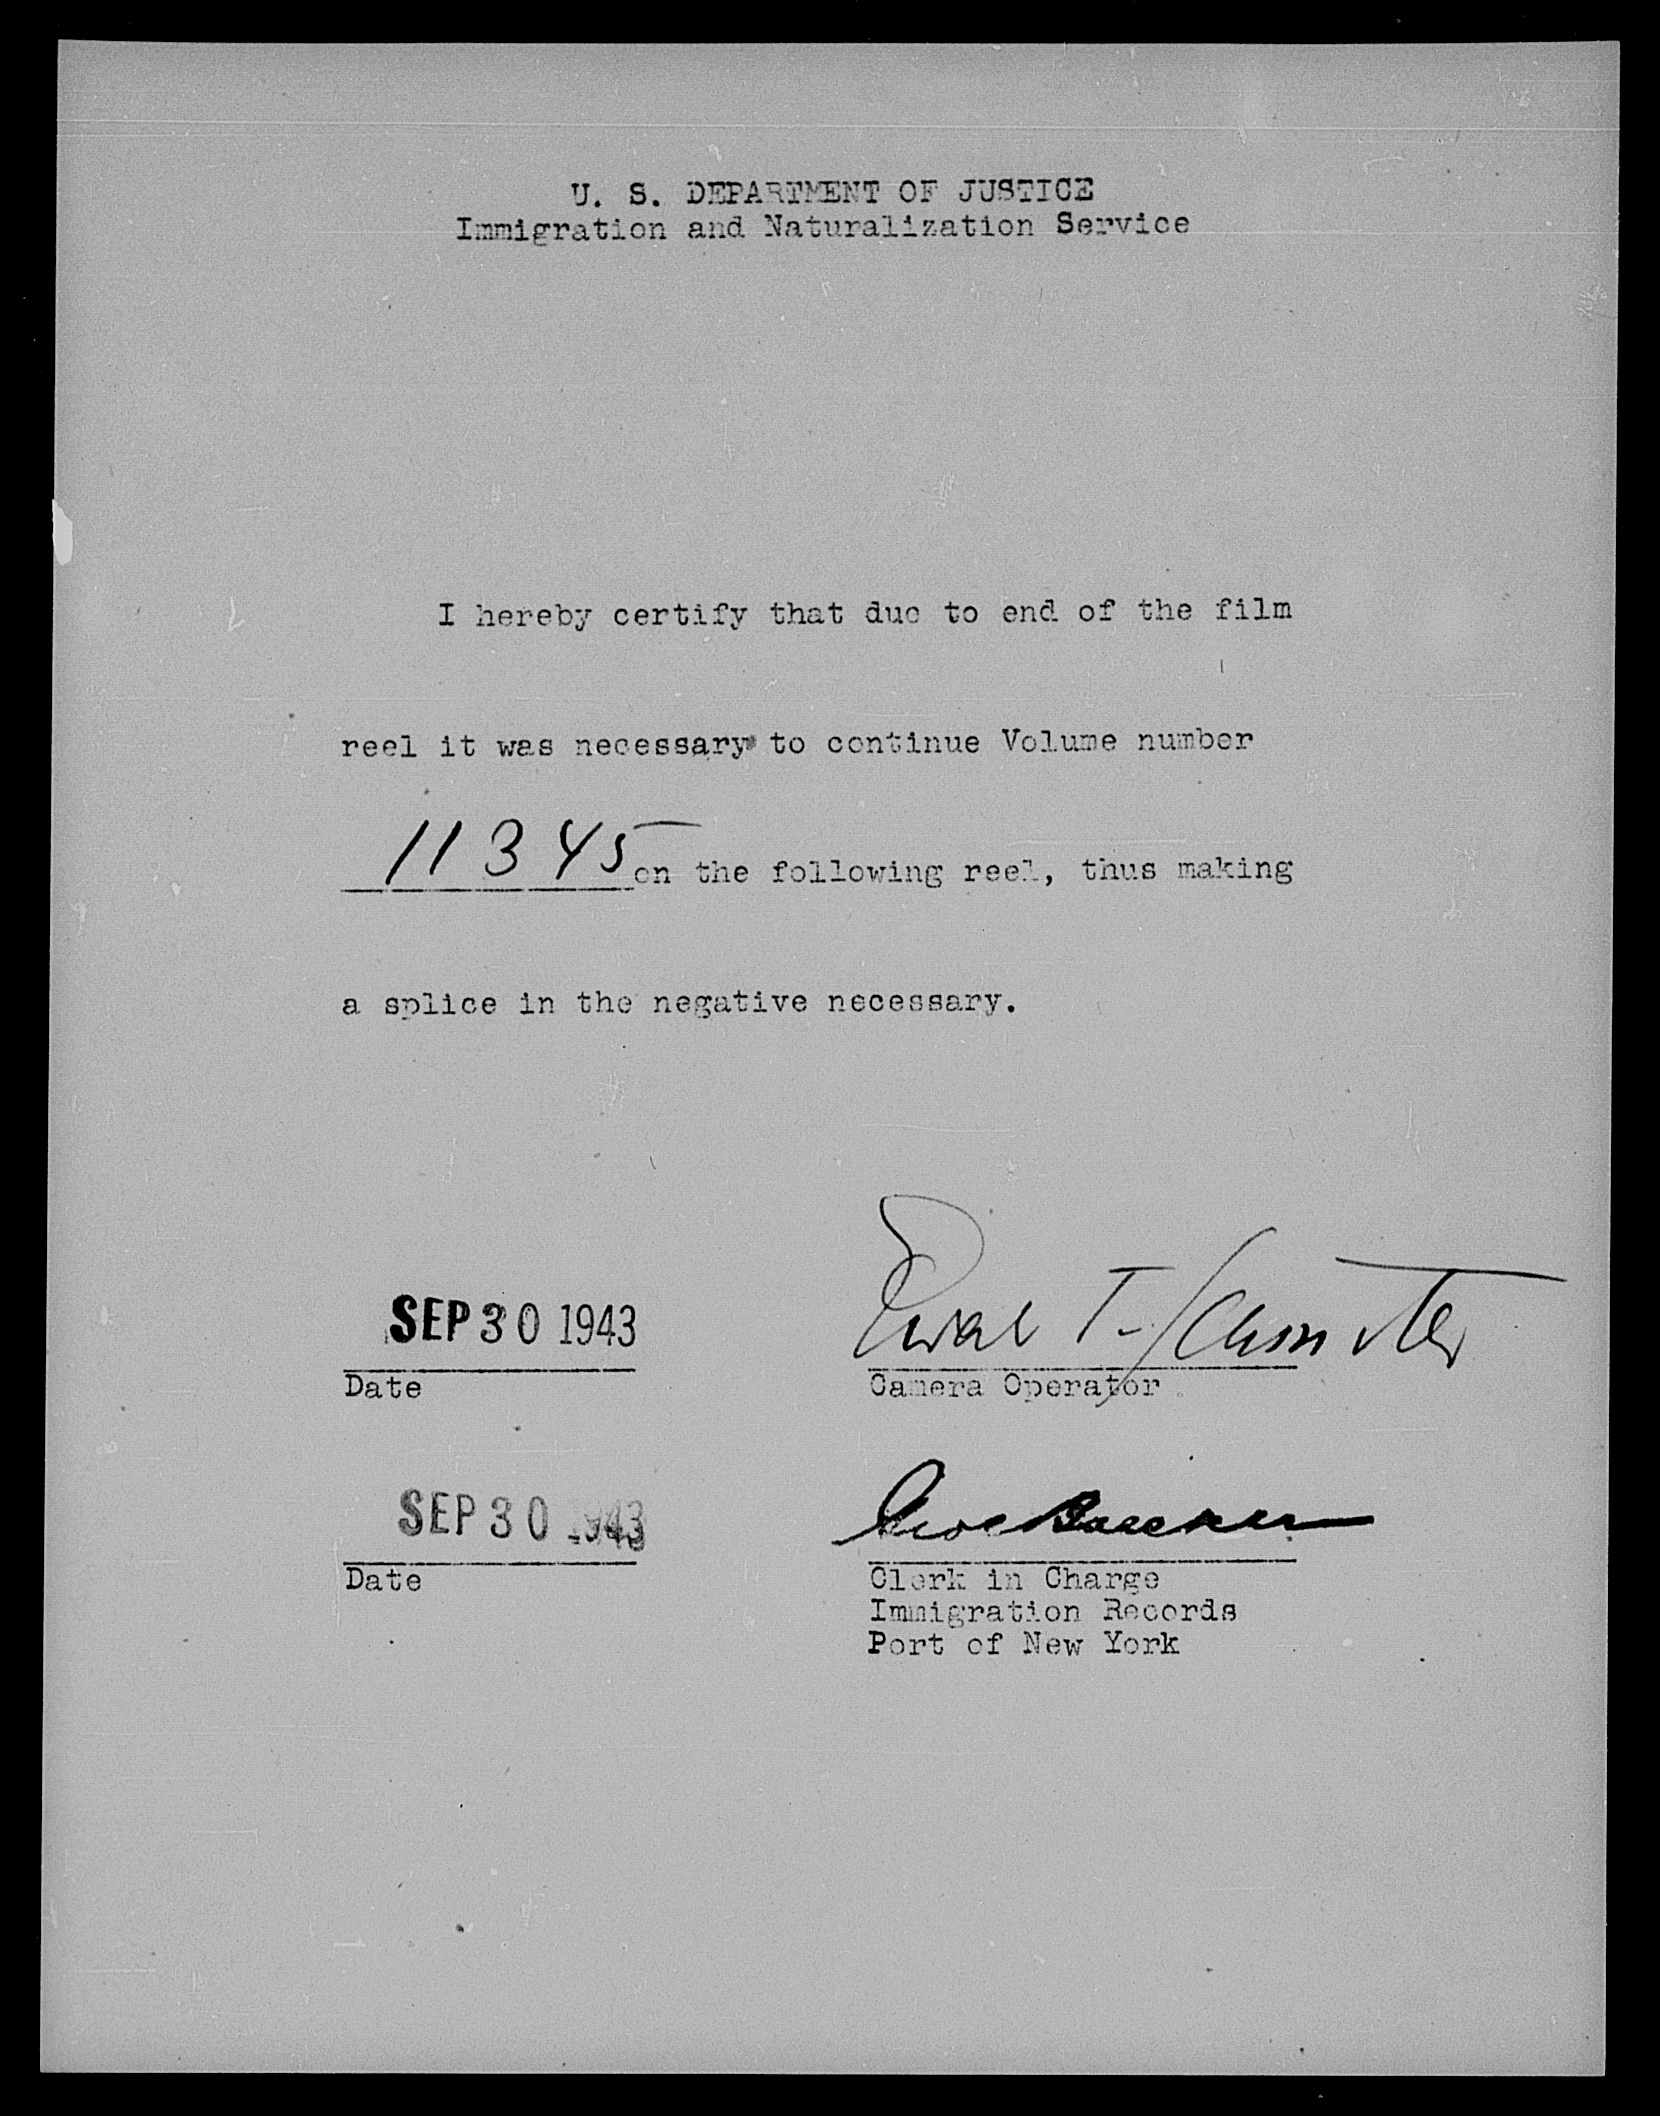 U. S. DEPARTMENT OF JUSTICE
Immigration and Naturalization Service
I hereby certify that due to end of the film
reel it was necessary to continue Volume number
11345 on the following reel, thus making
a splice in the negative necessary.
SEP 30 1943
T.
Date
Camera Operator
SEP 30 1943
Date
Clerk in Charge
Immigration Records
Port of New York